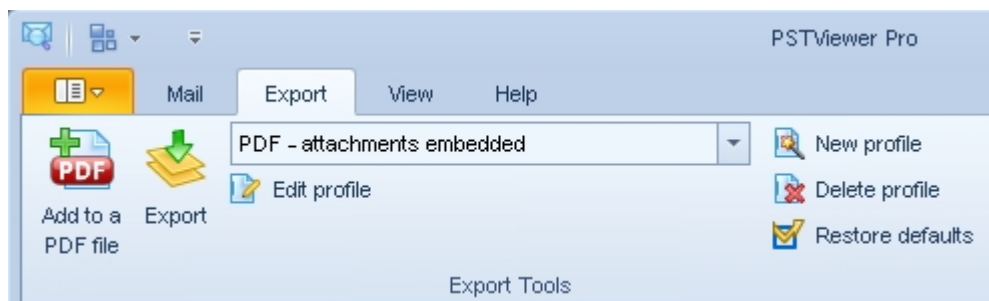 PSTViewer Pro
Mail Export View Help
PDF - attachments embedded
New profile
PDF
Edit profile
Delete profile
Add to a
PDF file
Export
Restore defaults
Export Tools